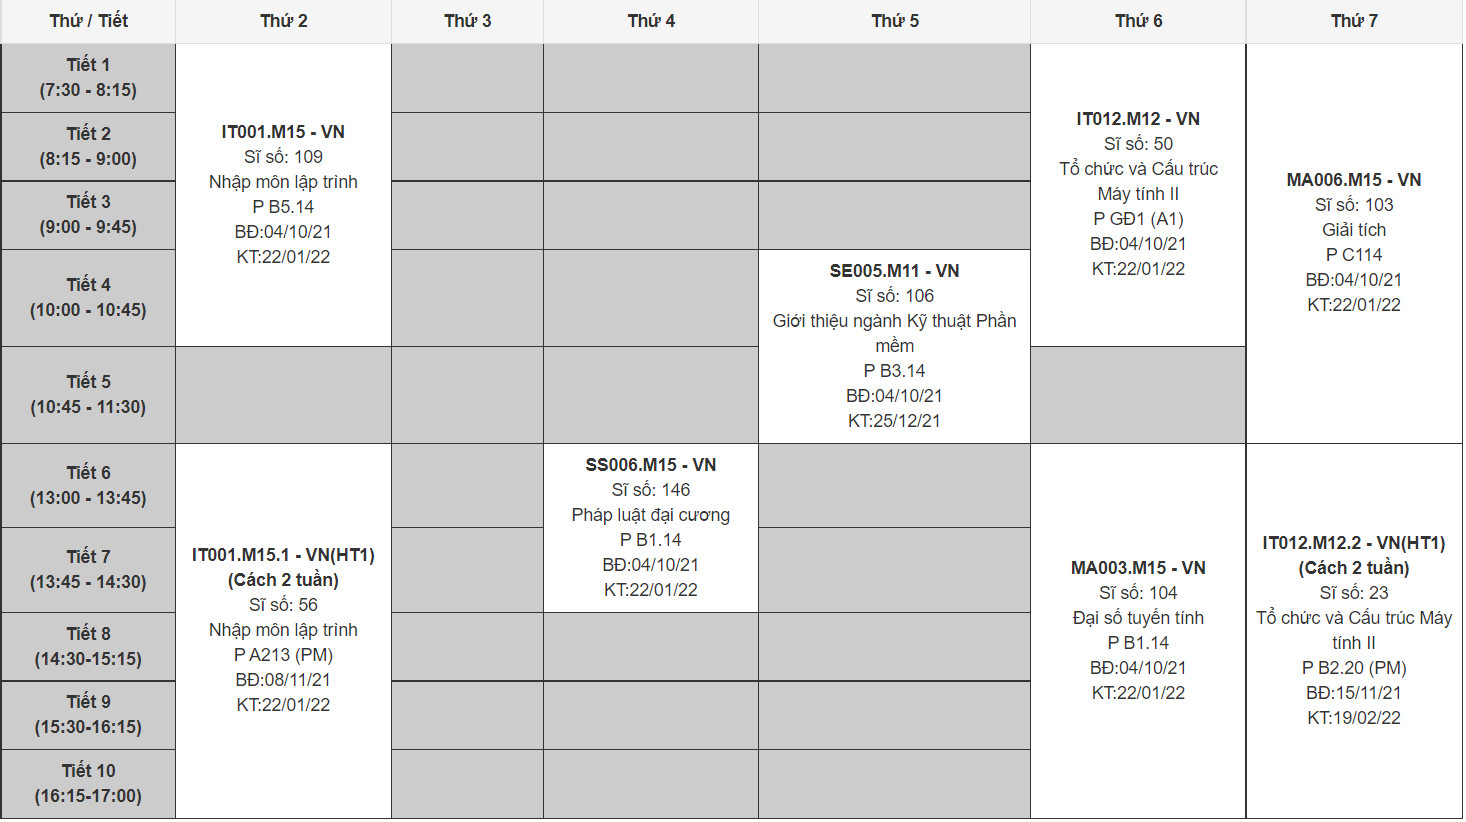 Thứ / Tiết
Thứ 2
Thứ 3
Thứ 4
Thứ 5
Thứ 6
Thứ 7
Tiết 1
(7:30 - 8:15)
Tiết 2
(8:15 - 9:00)
Tiết 3
(9:00 - 9:45)
Tiết 4
(10:00 - 10:45)
Tiết 5
(10:45 - 11:30)
Tiết 6
(13:00 - 13:45)
Tiết 7
(13:45 - 14:30)
Tiết 8
(14:30-15:15)
Tiết 9
(15:30-16:15)
Tiết 10
(16:15-17:00)
IT001.M15 - VN
Sĩ số: 109
Nhập môn lập trình
P B5.14
BĐ:04/10/21
KT:22/01/22
IT001.M15.1 - VN(HT1)
(Cách 2 tuần)
Sĩ số: 56
Nhập môn lập trình
P A213 (PM)
BĐ:08/11/21
KT:22/01/22
SS006.M15 - VN
Sĩ số: 146
Pháp luật đại cương
P B1.14
BĐ:04/10/21
KT:22/01/22
SE005.M11 - VN
Sĩ số: 106
Giới thiệu ngành Kỹ thuật Phần
mềm
P B3.14
BĐ:04/10/21
KT:25/12/21
IT012.M12 - VN
Sĩ số: 50
Tổ chức và Cấu trúc
Máy tính II
P GĐ1 (A1)
BĐ:04/10/21
KT:22/01/22
MA003.M15 - VN
Sĩ số: 104
Đại số tuyến tính
P B1.14
BĐ:04/10/21
KT:22/01/22
MA006.M15 - VN
Sĩ số: 103
Giải tích
P C114
BĐ:04/10/21
KT:22/01/22
IT012.M12.2 - VN(HT1)
(Cách 2 tuần)
Sĩ số: 23
Tổ chức và Cấu trúc Máy
tính II
P B2.20 (PM)
BĐ:15/11/21
KT:19/02/22